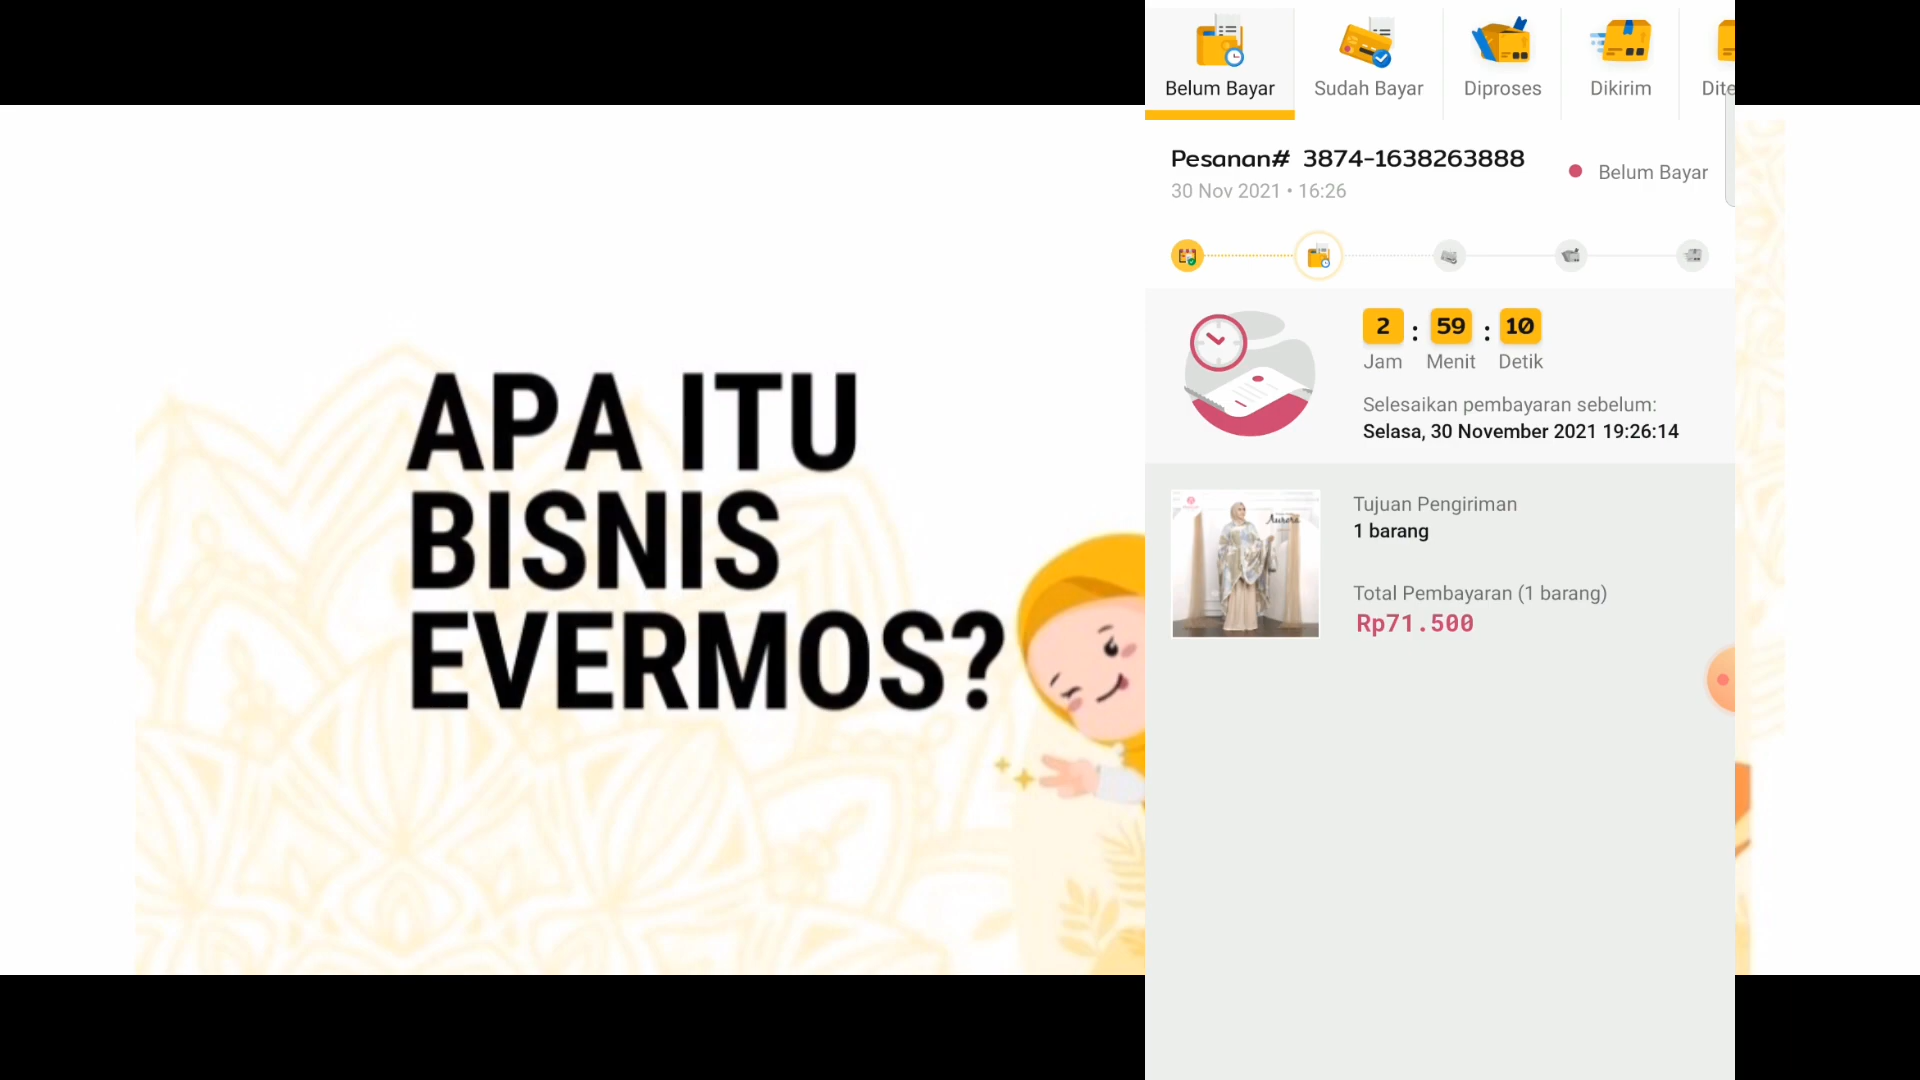 APA ITU
BISNIS
EVERMOS?
Belum Bayar
Sudah Bayar
Diproses
Dikirim
Dite
Pesanan# 3874-1638263888
30 Nov 2021 • 16:26
Belum Bayar
2 : 59 : 10
Jam Menit Detik
Selesaikan pembayaran sebelum:
Selasa, 30 November 2021 19:26:14
Aurora
Tujuan Pengiriman
1 barang
Total Pembayaran (1 barang)
Rp71.500